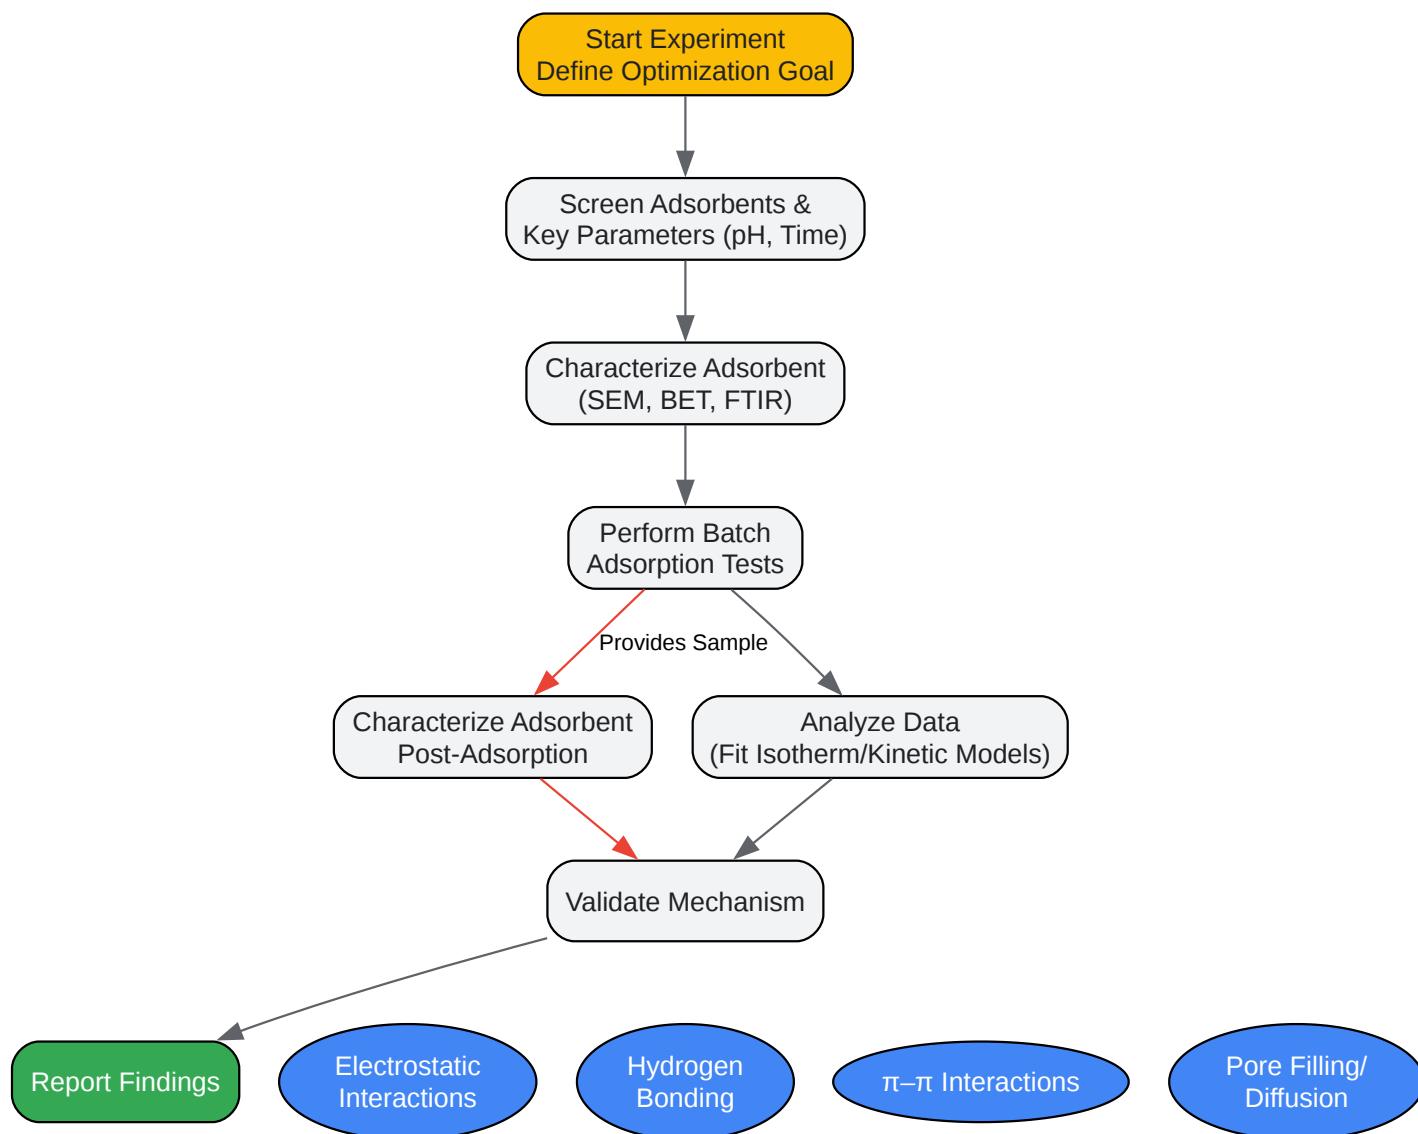 Start Experiment
Define Optimization Goal
Screen Adsorbents &
Key Parameters (pH, Time)
Characterize Adsorbent
(SEM, BET, FTIR)
Perform Batch
Adsorption Tests
Provides Sample
Characterize Adsorbent
Post-Adsorption
Analyze Data
(Fit Isotherm/Kinetic Models)
Validate Mechanism
Report Findings
Electrostatic
Interactions
Hydrogen
Bonding
π–π Interactions
Pore Filling/
Diffusion